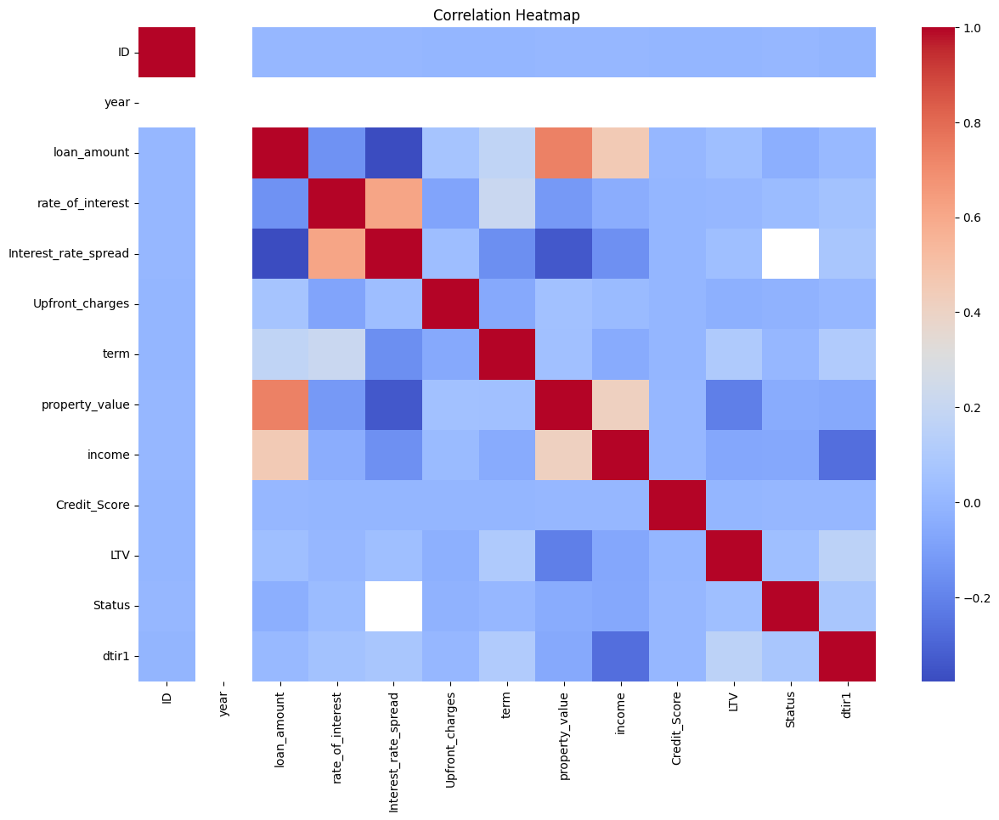 Correlation Heatmap
ID
year
loan_amount
rate_of_interest
Interest_rate_spread
Upfront_charges
term
property_value
income
Credit_Score
LTV
Status
dtir1
ID
year
loan_amount
rate_of_interest
Interest_rate_spread
Upfront_charges
term
property_value
income
Credit_Score
LTV
Status
dtir1
1.0
0.8
0.6
0.4
0.2
0.0
−0.2